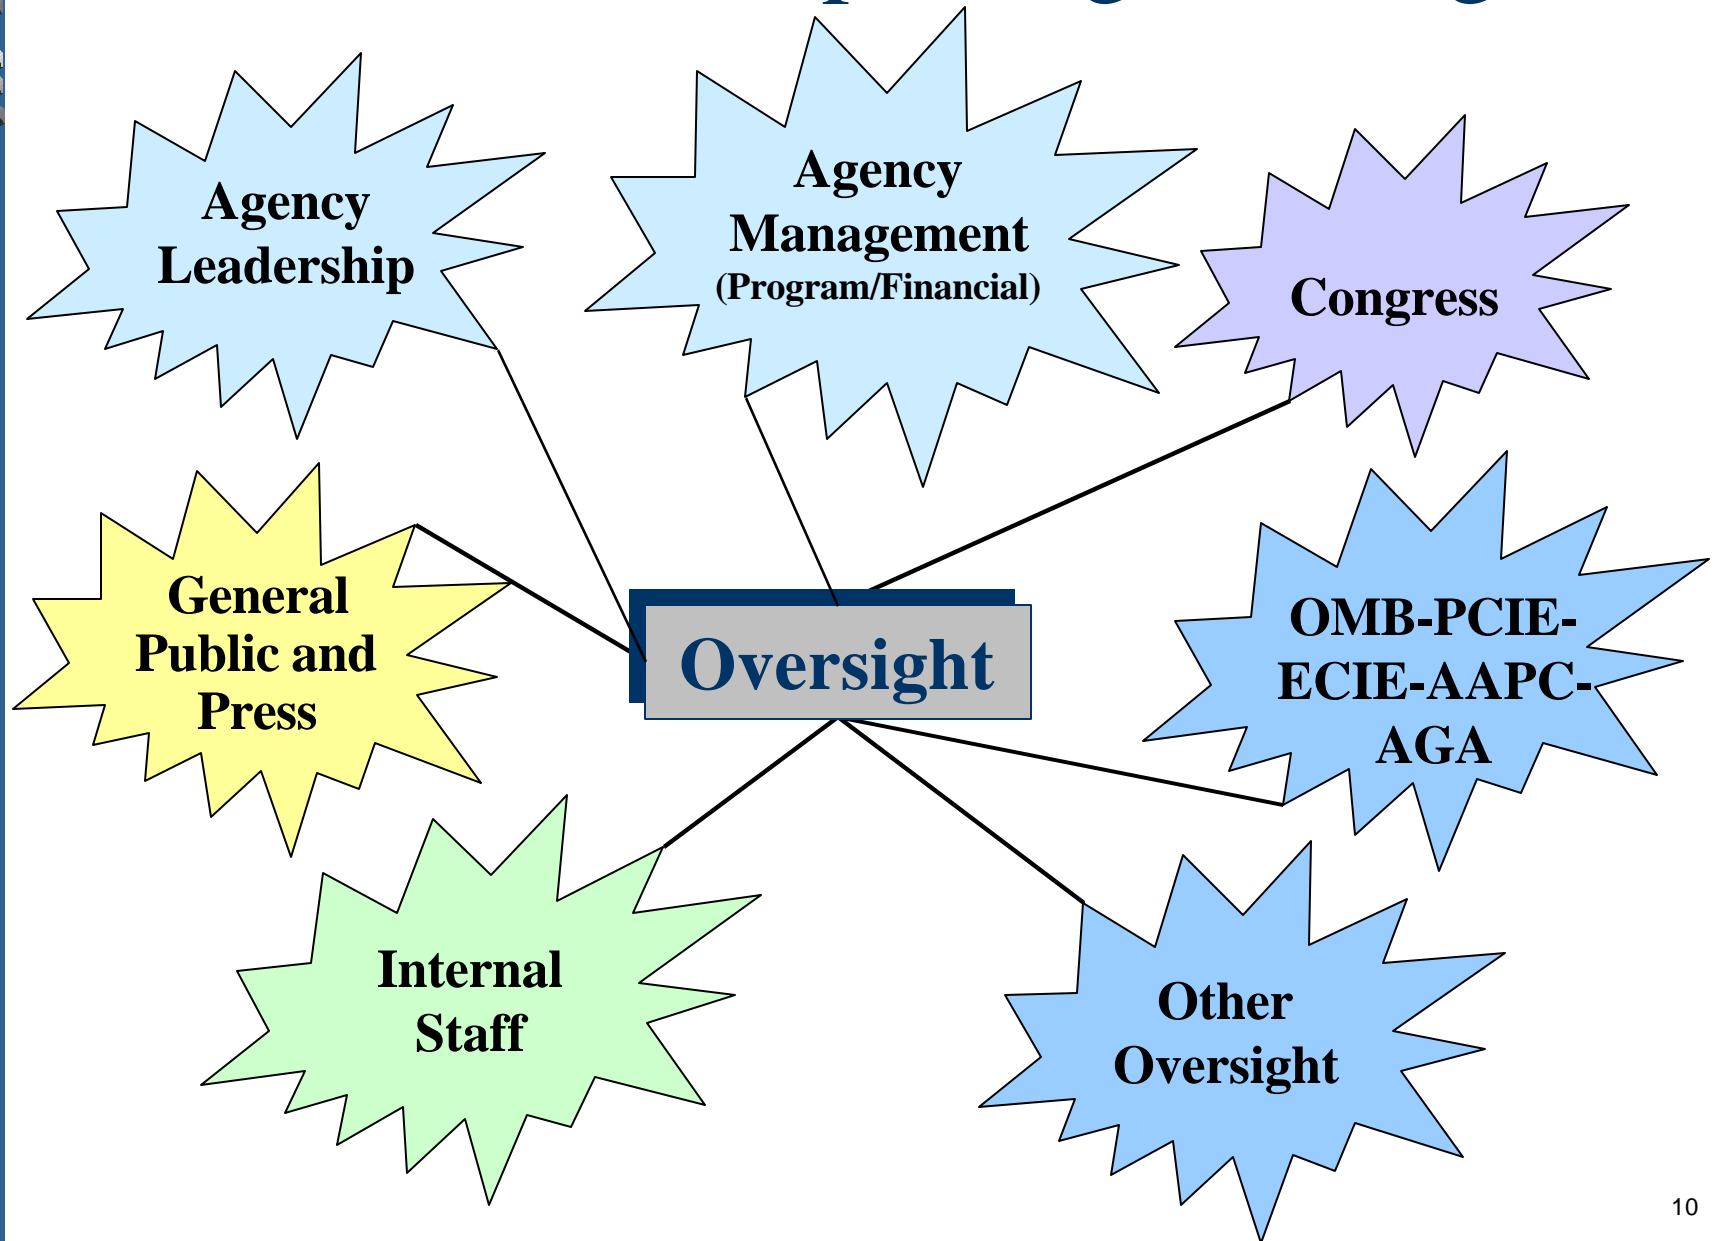 Agency
Leadership
Agency
Management
(Program/Financial)
Congress
General
Public and
Press
Oversight
OMB-PCIE-
ECIE-AAPC-
AGA
Internal
Staff
Other
Oversight
10